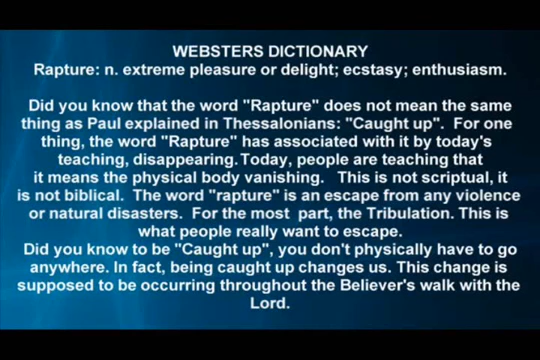 WEBSTERS DICTIONARY
Rapture: n. extreme pleasure or delight; ecstasy; enthusiasm.
Did you know that the word "Rapture" does not mean the same
thing as Paul explained in Thessalonians: "Caught up". For one
thing, the word "Rapture" has associated with it by today's
teaching, disappearing. Today, people are teaching that
it means the physical body vanishing. This is not scriptual, it
is not biblical. The word "rapture" is an escape from any violence
or natural disasters. For the most part, the Tribulation. This is
what people really want to escape.
Did you know to be "Caught up", you don't physically have to go
anywhere. In fact, being caught up changes us. This change is
supposed to be occurring throughout the Believer's walk with the
Lord.